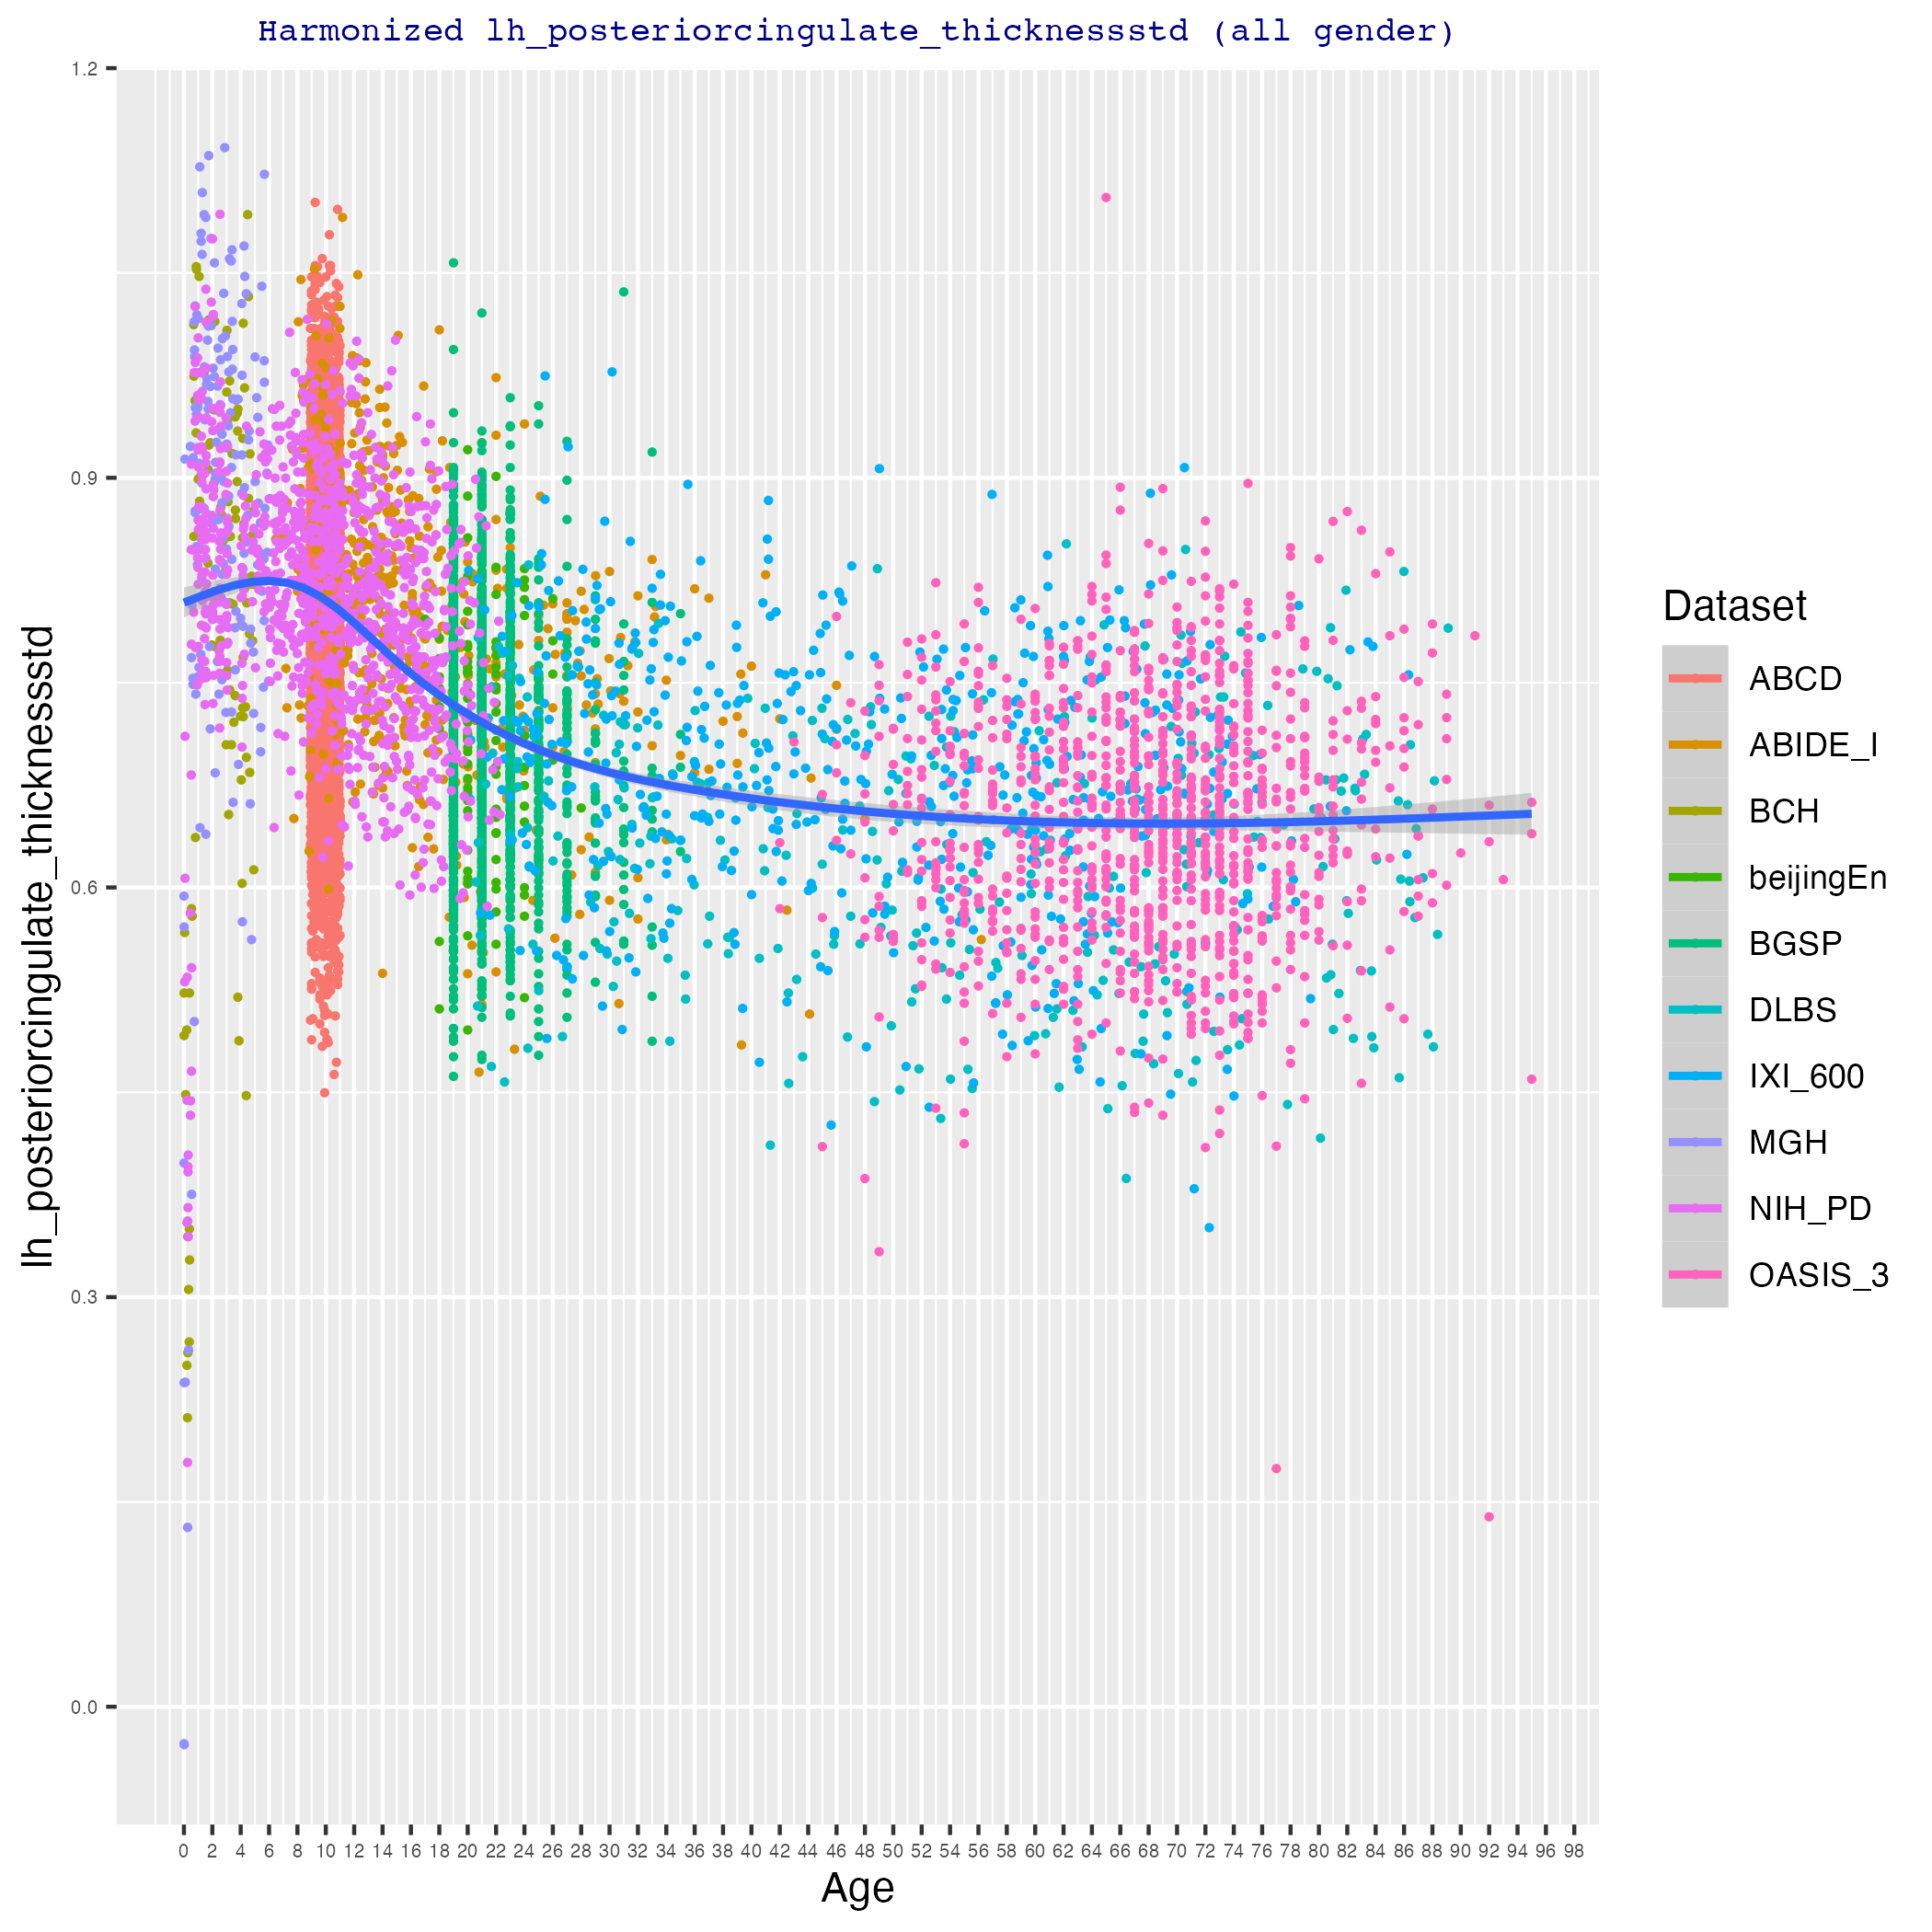 Harmonized lh_posteriorcingulate_thicknessstd (all gender)
1.2
0.9
0.6
0.3
0.0
lh_posteriorcingulate_thicknessstd
0 2 4 6 8 10 12 14 16 18 20 22 24 26 28 30 32 34 36 38 40 42 44 46 48 50 52 54 56 58 60 62 64 66 68 70 72 74 76 78 80 82 84 86 88 90 92 94 96 98
Age
Dataset
ABCD
ABIDE_I
BCH
beijingEn
BGSP
DLBS
IXI_600
MGH
NIH_PD
OASIS_3